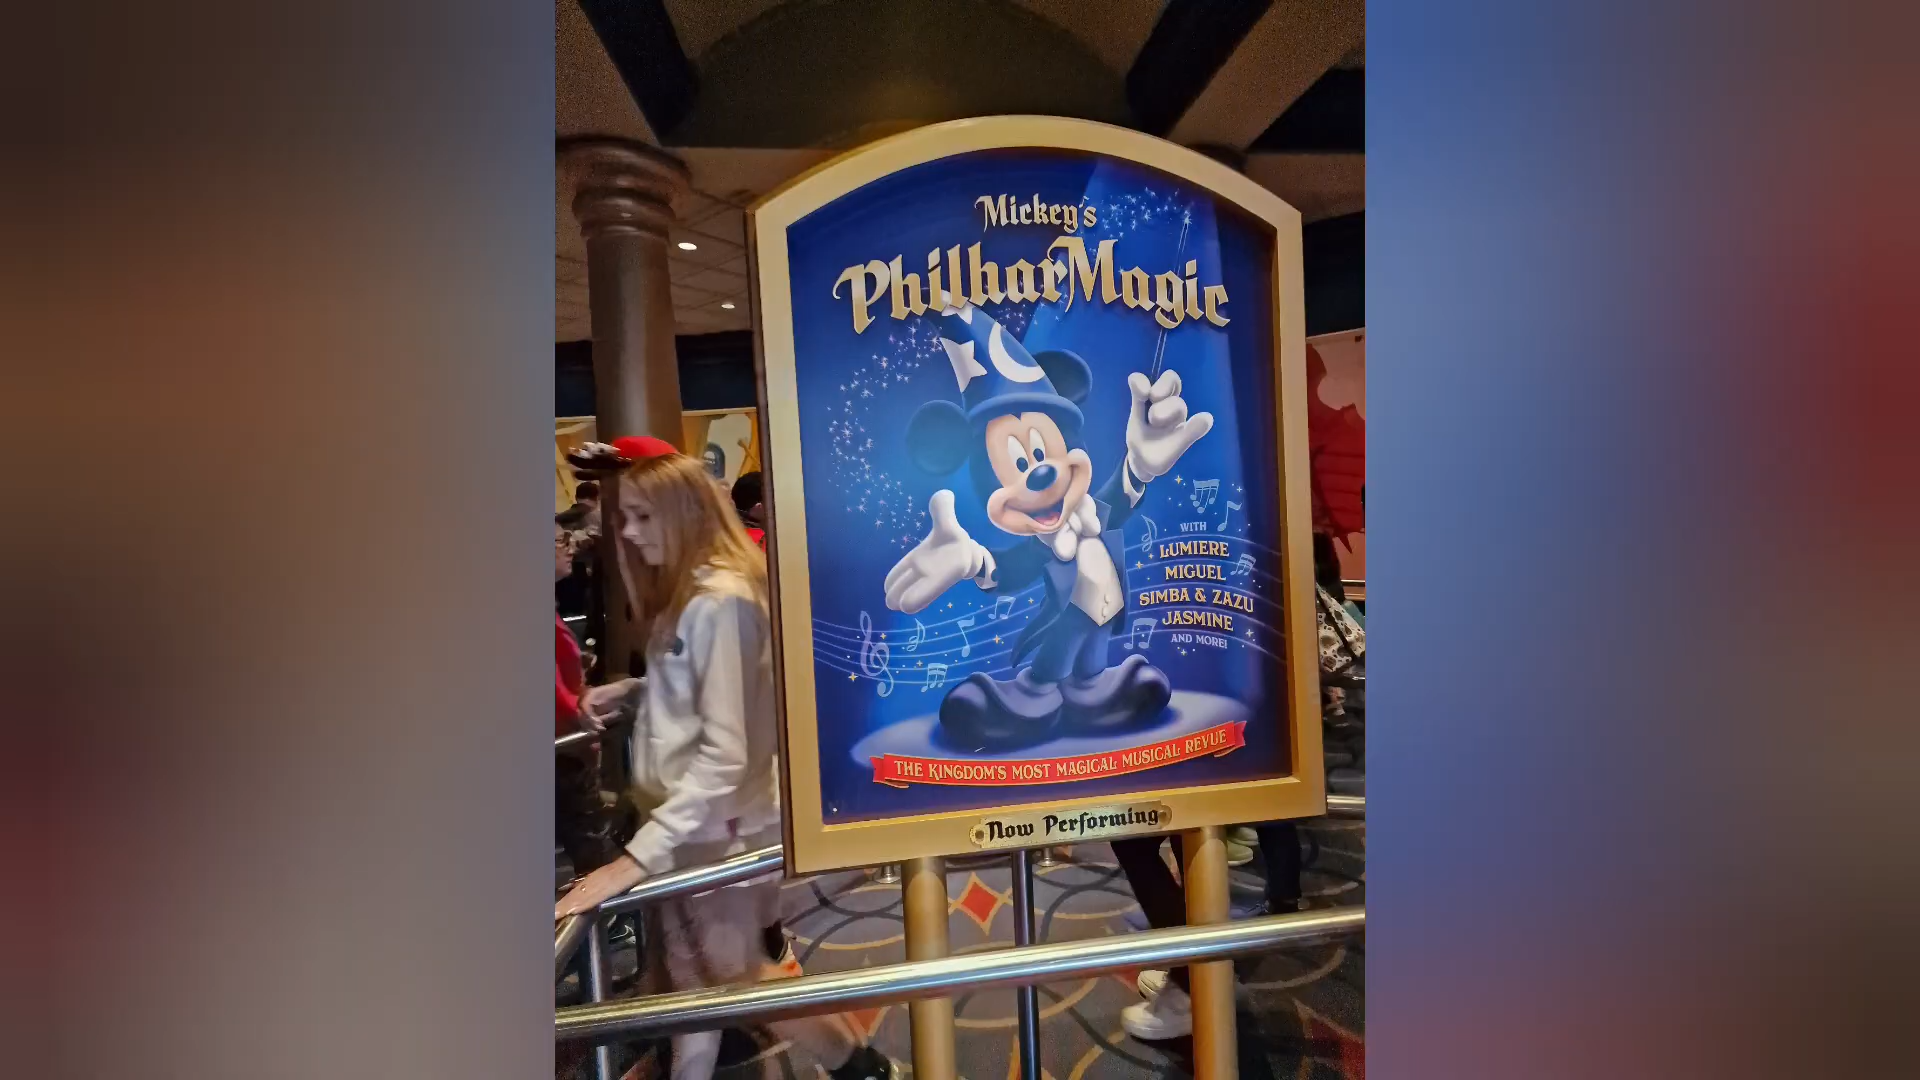 Mickey's
PhilharMagic
WITH
LUMIERE
MIGUEL
SIMBA & ZAZU
JASMINE
AND MORE!
THE KINGDOM'S MOST MAGICAL MUSICAL REVUE
Now Performing